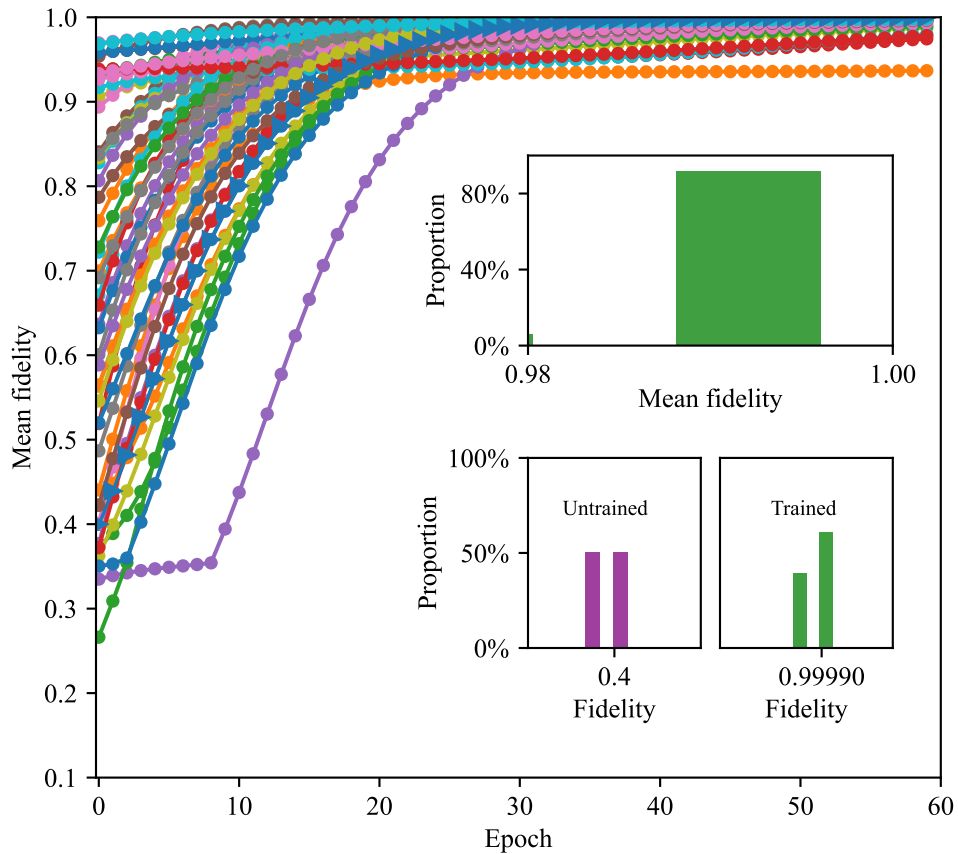 1.0
0.9
0.8
0.7
0.6
0.5
0.4
0.3
0.2
0.1
Mean fidelity
0 10 20 30 40 50 60
Epoch
80%
40%
0%
Proportion
0.98 1.00
Mean fidelity
100%
50%
0%
Proportion
Untrained
0.4
Fidelity
Trained
0.99990
Fidelity